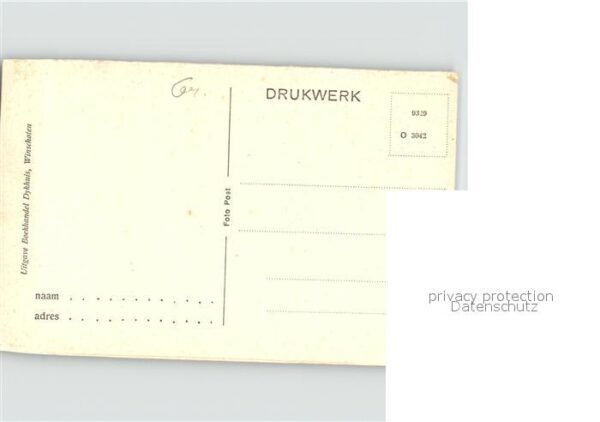 DRUKWERK
9329
O 3042
Uitgave Boekhandel Dykhuis, Winschoten
Foto Post
naam
adres
privacy protection
Datenschutz